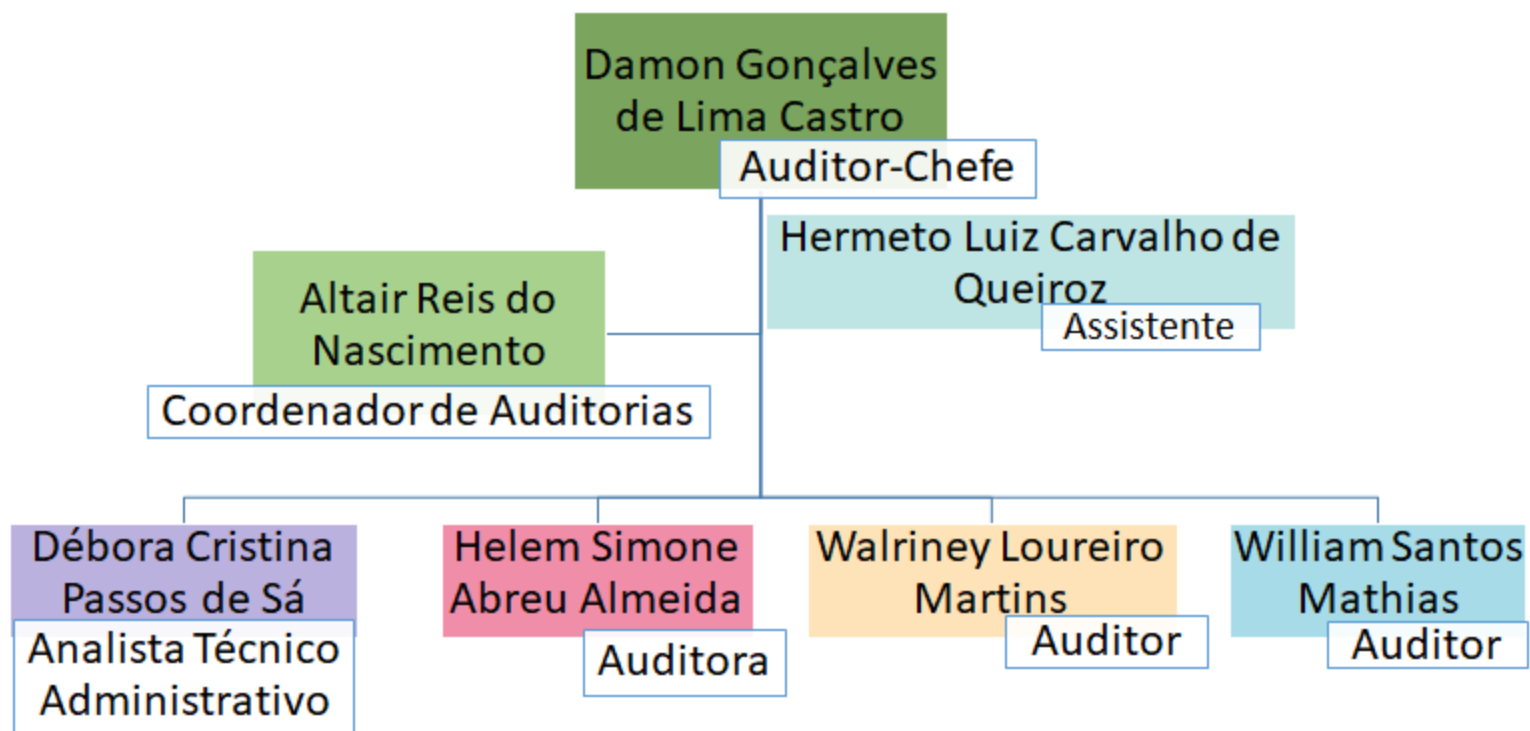 Damon Gonçalves
de Lima Castro
Auditor-Chefe
Hermeto Luiz Carvalho de
Queiroz
Assistente
Altair Reis do
Nascimento
Coordenador de Auditorias
Débora Cristina
Passos de Sá
Analista Técnico
Administrativo
Helem Simone
Abreu Almeida
Auditora
Walriney Loureiro
Martins
Auditor
William Santos
Mathias
Auditor